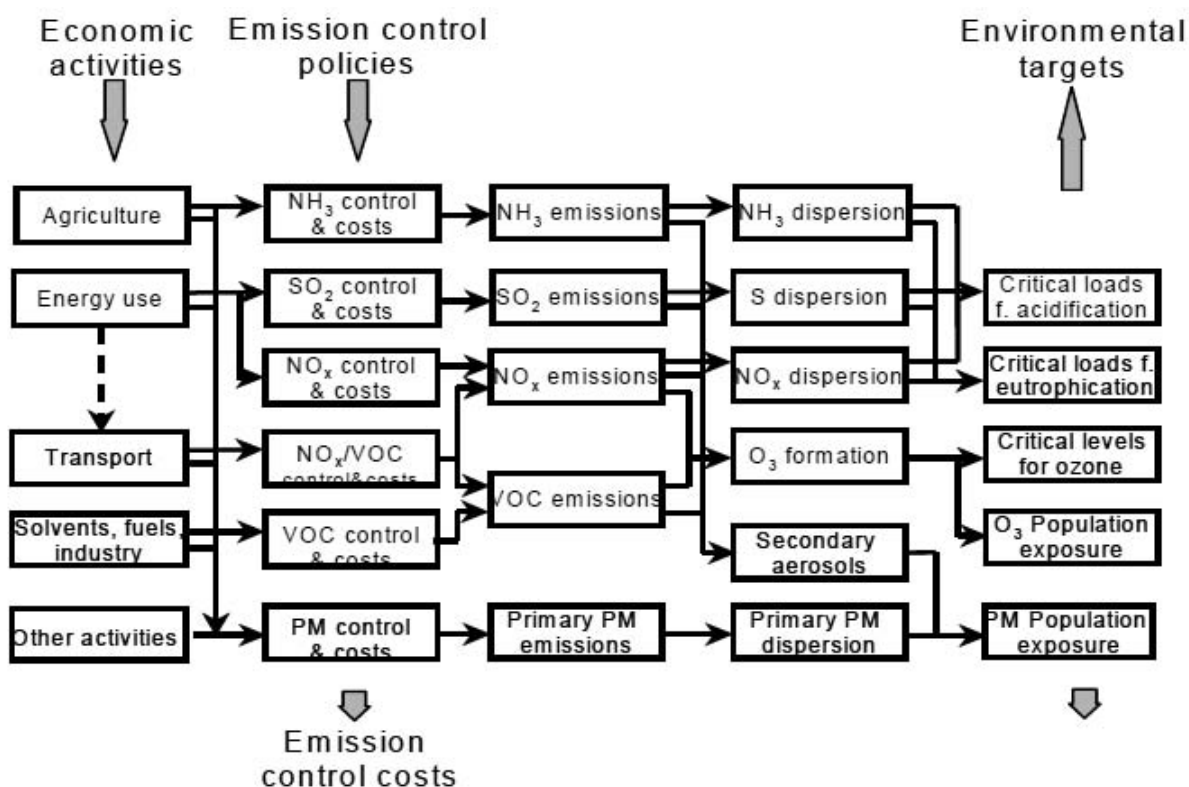 Economic
activities
Emission control
policies
Environmental
targets
Agriculture
NH₃ control
& costs
NH₃ emissions
NH₃ dispersion
Energy use
SO₂ control
& costs
SO₂ emissions
S dispersion
Critical loads
f. acidification
NOₓ control
& costs
NOₓ emissions
NOₓ dispersion
Critical loads f.
eutrophication
Transport
NOₓ/VOC
control&costs
VOC emissions
O₃ formation
Critical levels
for ozone
Solvents, fuels,
industry
VOC control
& costs
Secondary
aerosols
O₃ Population
exposure
Other activities
PM control
& costs
Primary PM
emissions
Primary PM
dispersion
PM Population
exposure
Emission
control costs